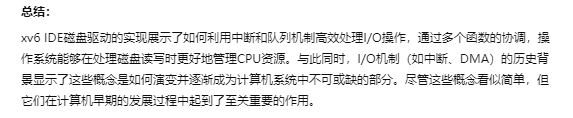 总结：
xv6 IDE磁盘驱动的实现展示了如何利用中断和队列机制高效处理I/O操作，通过多个函数的协调，操
作系统能够在处理磁盘读写时更好地管理CPU资源。与此同时，I/O机制（如中断、DMA）的历史背
景显示了这些概念是如何演变并逐渐成为计算机系统中不可或缺的部分。尽管这些概念看似简单，但
它们在计算机早期的发展过程中起到了至关重要的作用。